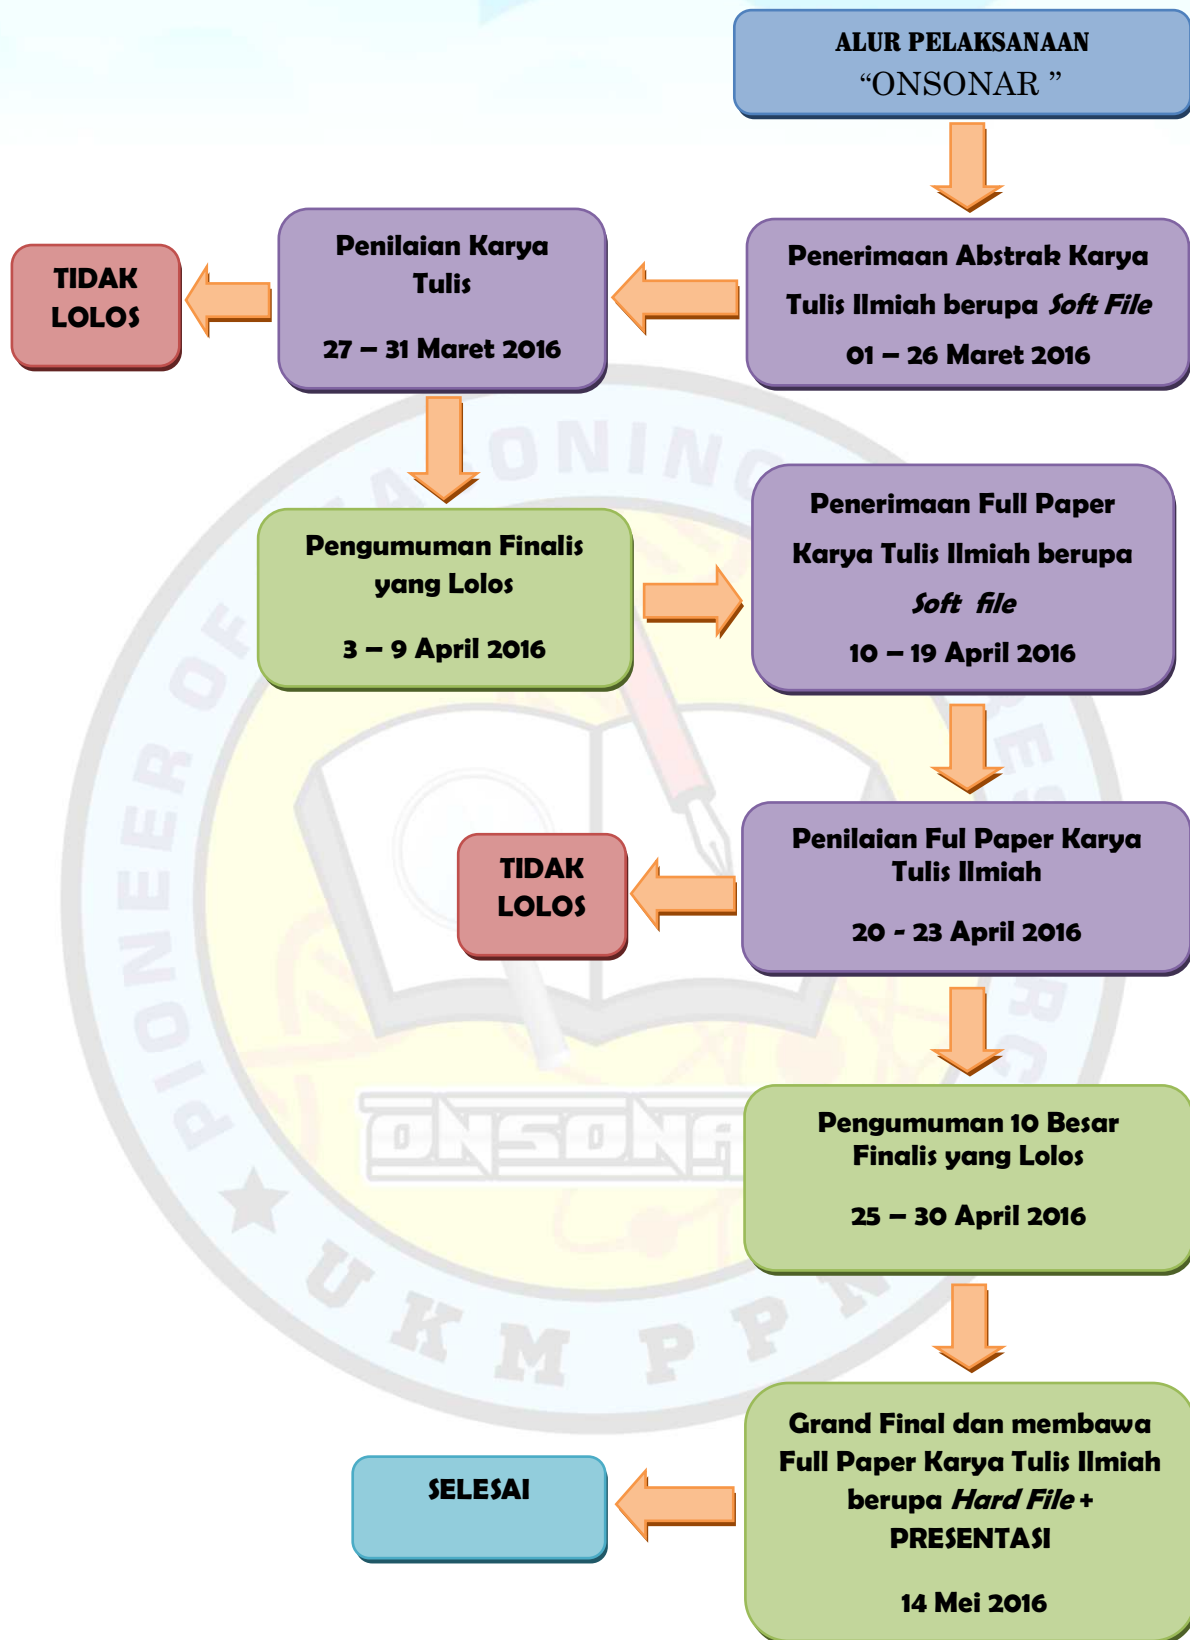 ALUR PELAKSANAAN
“ONSONAR ”
Penerimaan Abstrak Karya
Tulis Ilmiah berupa Soft File
01 – 26 Maret 2016
Penilaian Karya
Tulis
27 – 31 Maret 2016
TIDAK
LOLOS
Pengumuman Finalis
yang Lolos
3 – 9 April 2016
Penerimaan Full Paper
Karya Tulis Ilmiah berupa
Soft file
10 – 19 April 2016
Penilaian Ful Paper Karya
Tulis Ilmiah
20 - 23 April 2016
TIDAK
LOLOS
Pengumuman 10 Besar
Finalis yang Lolos
25 – 30 April 2016
Grand Final dan membawa
Full Paper Karya Tulis Ilmiah
berupa Hard File +
PRESENTASI
14 Mei 2016
SELESAI
PIONEER OF
UKM PPN